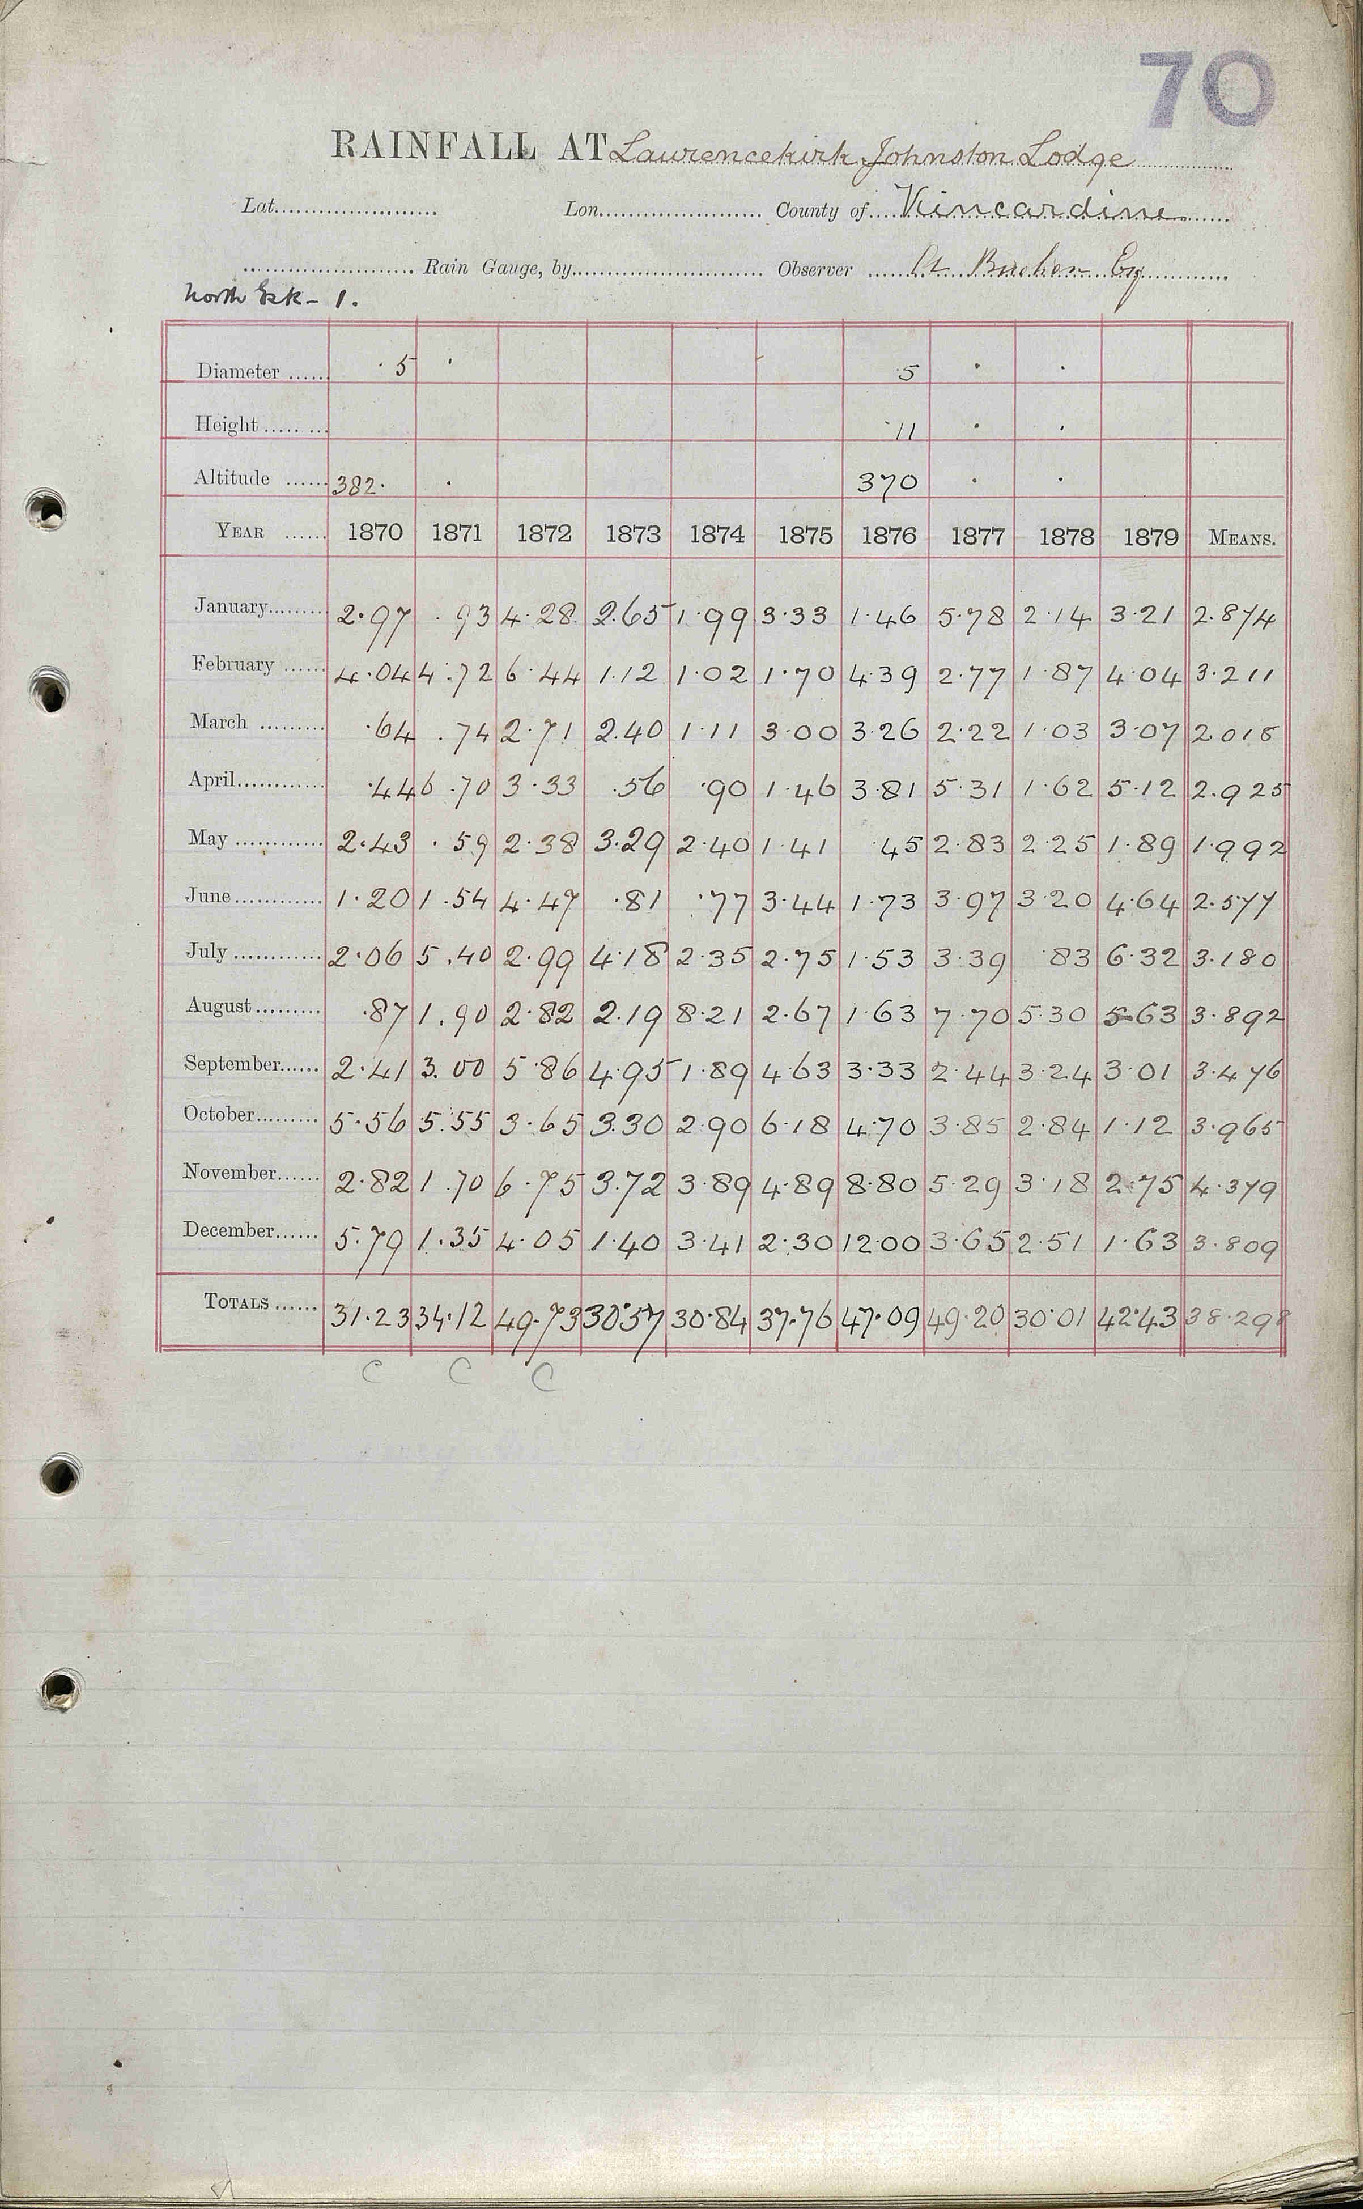 70
RAINFALL AT Laurencekirk Johnston Lodge
Lat. Lon. County of Kincardine
Rain Gauge, by Observer Esq
North Esk - 1.
Diameter 5 · 5 · ·
Height 11 · ·
Altitude 382· · 370 · ·
YEAR 1870 1871 1872 1873 1874 1875 1876 1877 1878 1879 MEANS.
January 2·97 ·93 4·28 2·65 1·99 3·33 1·46 5·78 2·14 3·21 2·874
February 4·04 4·72 6·44 1·12 1·02 1·70 4·39 2·77 1·87 4·04 3·211
March ·64 ·74 2·71 2·40 1·11 3·00 3·26 2·22 1·03 3·07 2·018
April ·44 6·70 3·33 ·56 ·90 1·46 3·81 5·31 1·62 5·12 2·925
May 2·43 ·59 2·38 3·29 2·40 1·41 45 2·83 2·25 1·89 1·992
June 1·20 1·54 4·47 ·81 ·77 3·44 1·73 3·97 3·20 4·64 2·577
July 2·06 5·40 2·99 4·18 2·35 2·75 1·53 3·39 ·83 6·32 3·180
August ·87 1·90 2·82 2·19 8·21 2·67 1·63 7·70 5·30 5·63 3·892
September 2·41 3·00 5·86 4·95 1·89 4·63 3·33 2·44 3·24 3·01 3·476
October 5·56 5·55 3·65 3·30 2·90 6·18 4·70 3·85 2·84 1·12 3·965
November 2·82 1·70 6·75 3·72 3·89 4·89 8·80 5·29 3·18 2·75 4·379
December 5·79 1·35 4·05 1·40 3·41 2·30 12·00 3·65 2·51 1·63 3·809
TOTALS 31·23 34·12 49·73 30·57 30·84 37·76 47·09 49·20 30·01 42·43 38·298
C C C